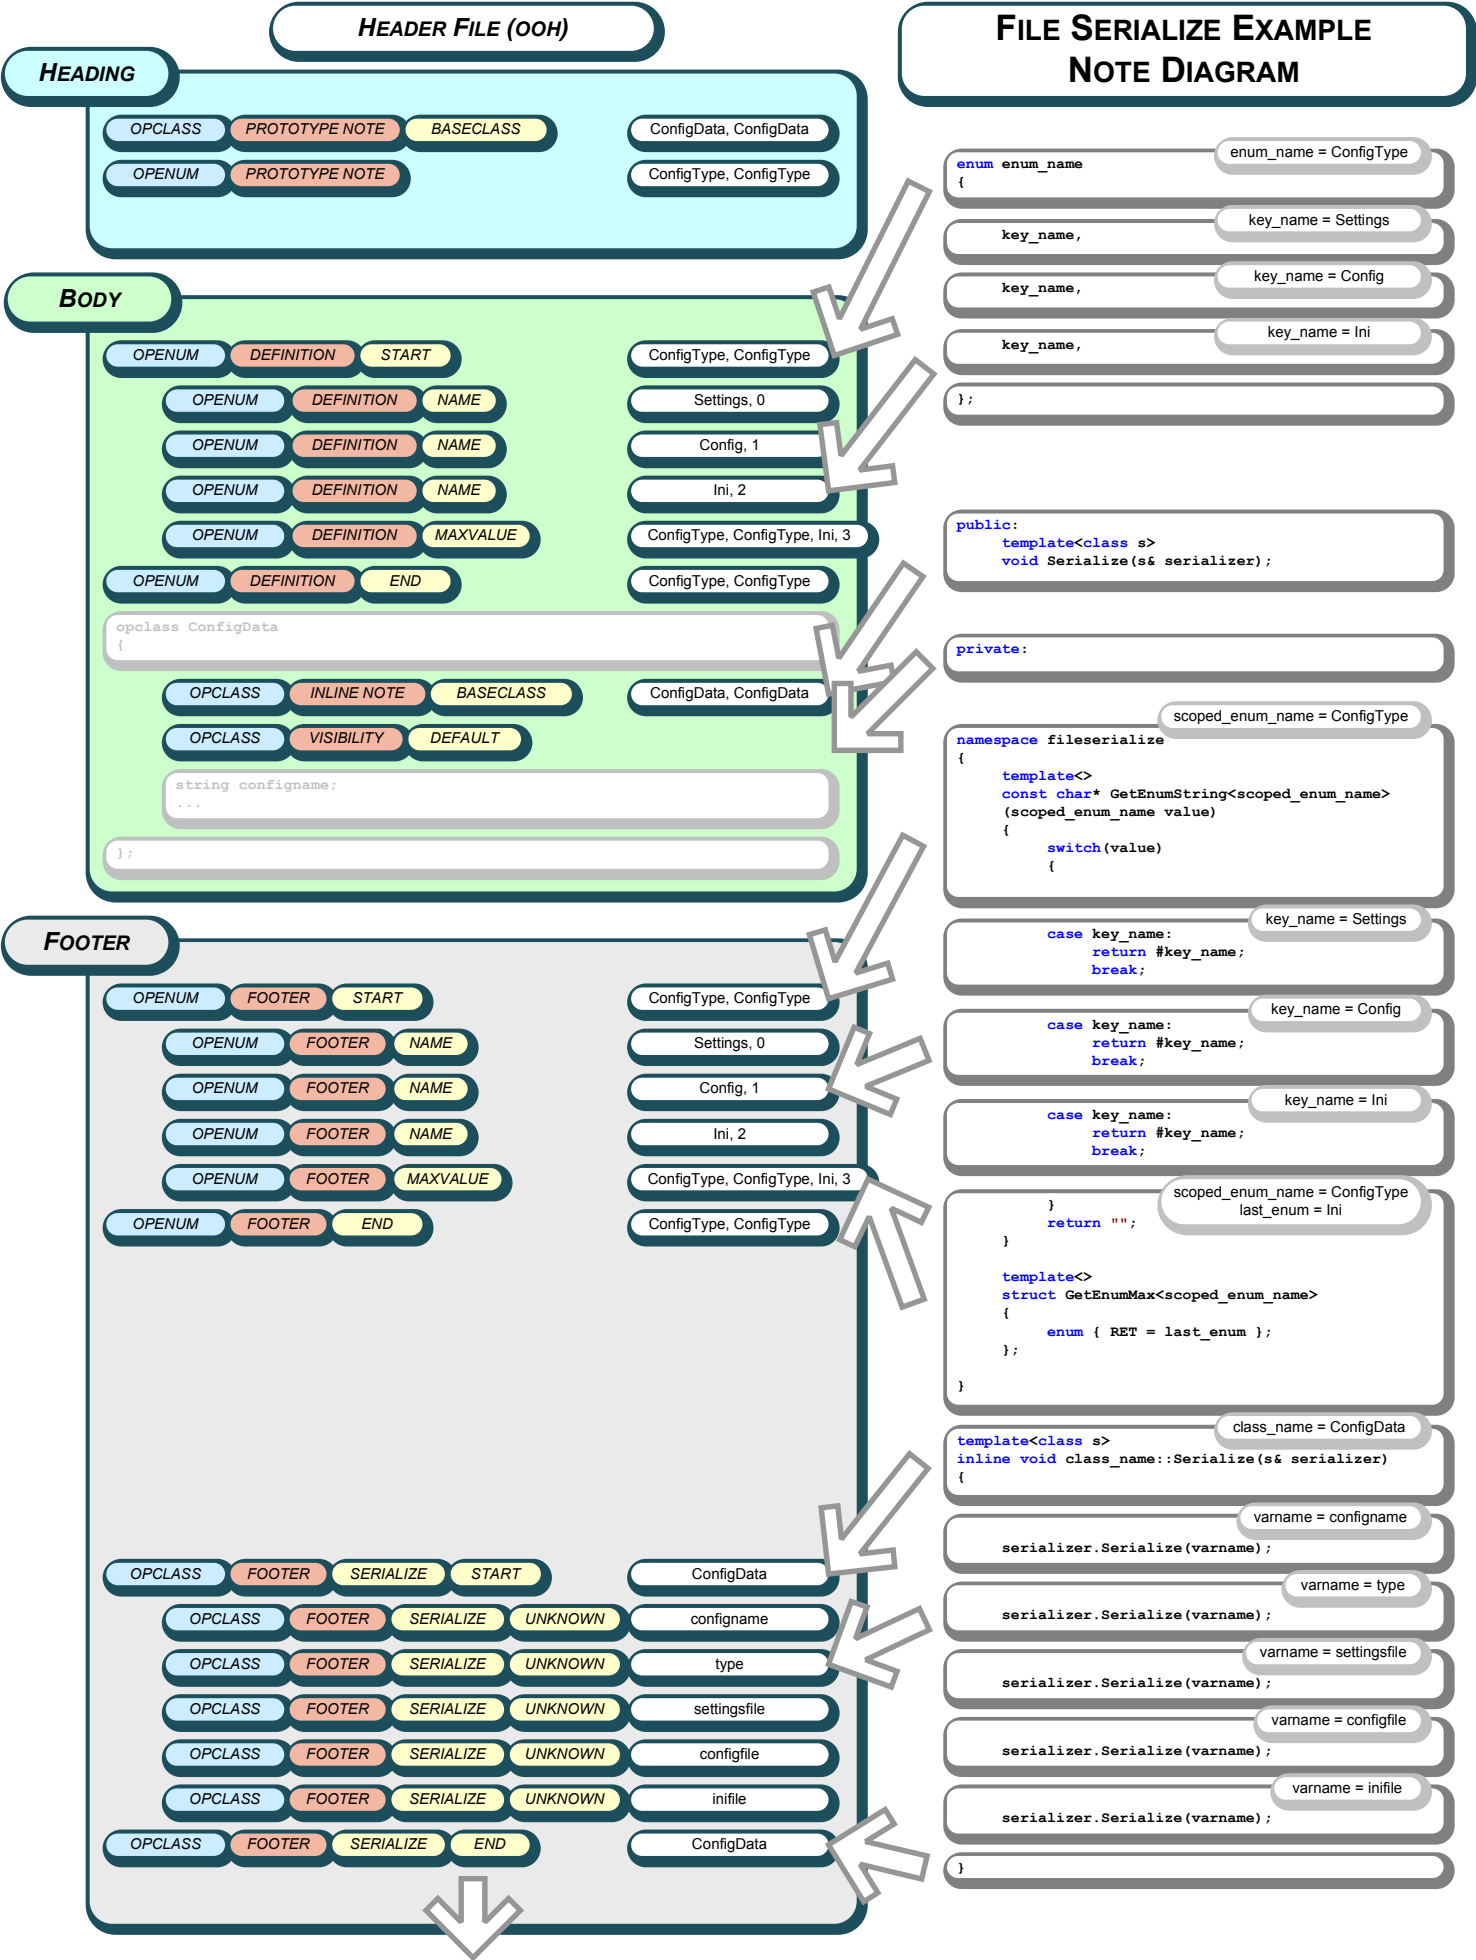 HEADER FILE (OOH)
FILE SERIALIZE EXAMPLE
NOTE DIAGRAM
HEADING
OPCLASS PROTOTYPE NOTE BASECLASS ConfigData, ConfigData
OPENUM PROTOTYPE NOTE ConfigType, ConfigType
BODY
OPENUM DEFINITION START ConfigType, ConfigType
OPENUM DEFINITION NAME Settings, 0
OPENUM DEFINITION NAME Config, 1
OPENUM DEFINITION NAME Ini, 2
OPENUM DEFINITION MAXVALUE ConfigType, ConfigType, Ini, 3
OPENUM DEFINITION END ConfigType, ConfigType
opclass ConfigData
{
OPCLASS INLINE NOTE BASECLASS ConfigData, ConfigData
OPCLASS VISIBILITY DEFAULT
string configname;
...
};
FOOTER
OPENUM FOOTER START ConfigType, ConfigType
OPENUM FOOTER NAME Settings, 0
OPENUM FOOTER NAME Config, 1
OPENUM FOOTER NAME Ini, 2
OPENUM FOOTER MAXVALUE ConfigType, ConfigType, Ini, 3
OPENUM FOOTER END ConfigType, ConfigType
OPCLASS FOOTER SERIALIZE START ConfigData
OPCLASS FOOTER SERIALIZE UNKNOWN configname
OPCLASS FOOTER SERIALIZE UNKNOWN type
OPCLASS FOOTER SERIALIZE UNKNOWN settingsfile
OPCLASS FOOTER SERIALIZE UNKNOWN configfile
OPCLASS FOOTER SERIALIZE UNKNOWN inifile
OPCLASS FOOTER SERIALIZE END ConfigData
enum_name = ConfigType
enum enum_name
{
key_name = Settings
key_name,
key_name = Config
key_name,
key_name = Ini
key_name,
};
public:
template<class s>
void Serialize(s& serializer);
private:
scoped_enum_name = ConfigType
namespace fileserialize
{
template<>
const char* GetEnumString<scoped_enum_name>
(scoped_enum_name value)
{
switch(value)
{
key_name = Settings
case key_name:
return #key_name;
break;
key_name = Config
case key_name:
return #key_name;
break;
key_name = Ini
case key_name:
return #key_name;
break;
scoped_enum_name = ConfigType
last_enum = Ini
}
return "";
}
template<>
struct GetEnumMax<scoped_enum_name>
{
enum { RET = last_enum };
};
}
class_name = ConfigData
template<class s>
inline void class_name::Serialize(s& serializer)
{
varname = configname
serializer.Serialize(varname);
varname = type
serializer.Serialize(varname);
varname = settingsfile
serializer.Serialize(varname);
varname = configfile
serializer.Serialize(varname);
varname = inifile
serializer.Serialize(varname);
}